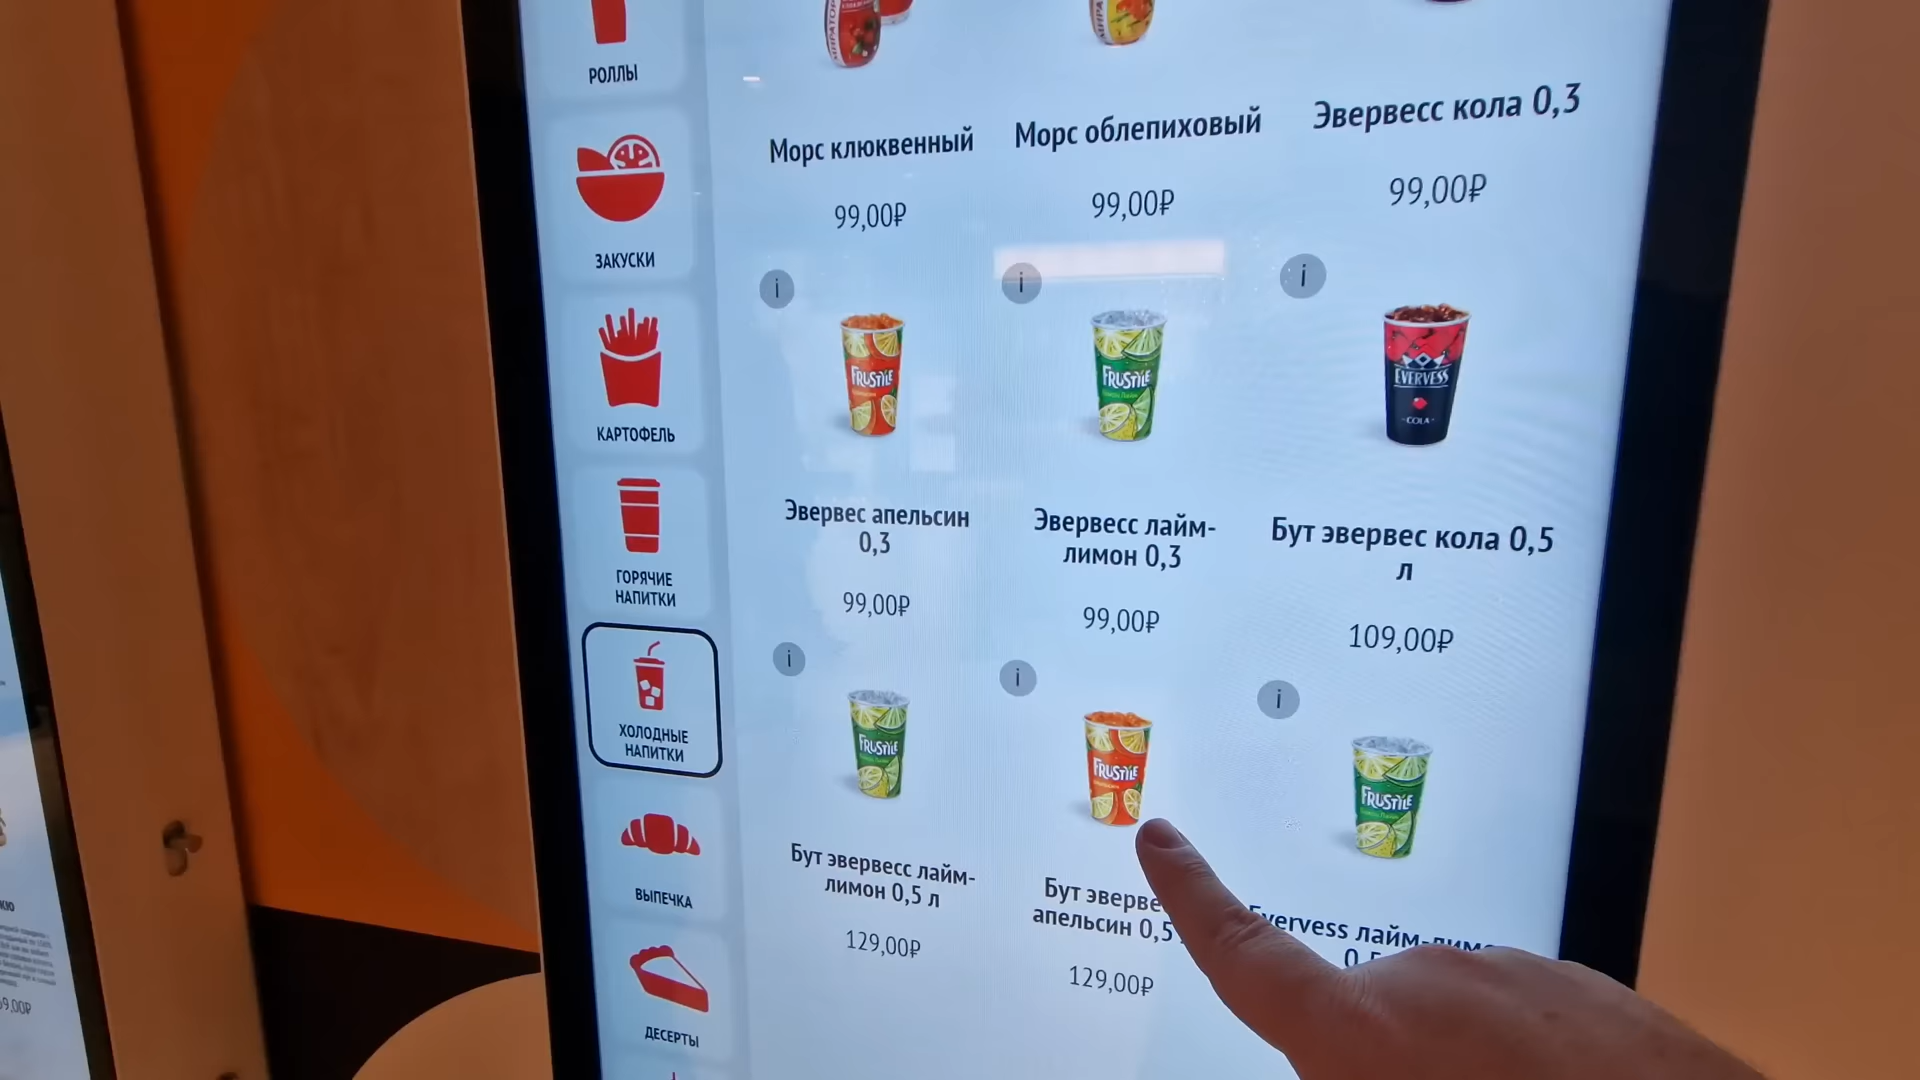 РОЛЛЫ
ЗАКУСКИ
КАРТОФЕЛЬ
ГОРЯЧИЕ
НАПИТКИ
ХОЛОДНЫЕ
НАПИТКИ
ВЫПЕЧКА
ДЕСЕРТЫ
Морс клюквенный
99,00₽
Морс облепиховый
99,00₽
Эвервесс кола 0,3
99,00₽
i
FRUSTYLE
Эвервес апельсин
0,3
99,00₽
i
FRUSTYLE
Эвервесс лайм-
лимон 0,3
99,00₽
i
EVERVESS
COLA
Бут эвервес кола 0,5
л
109,00₽
i
FRUSTYLE
Бут эвервесс лайм-
лимон 0,5 л
129,00₽
i
FRUSTYLE
Бут эверве
апельсин 0,5
129,00₽
i
FRUSTYLE
Evervess лайм-лимо